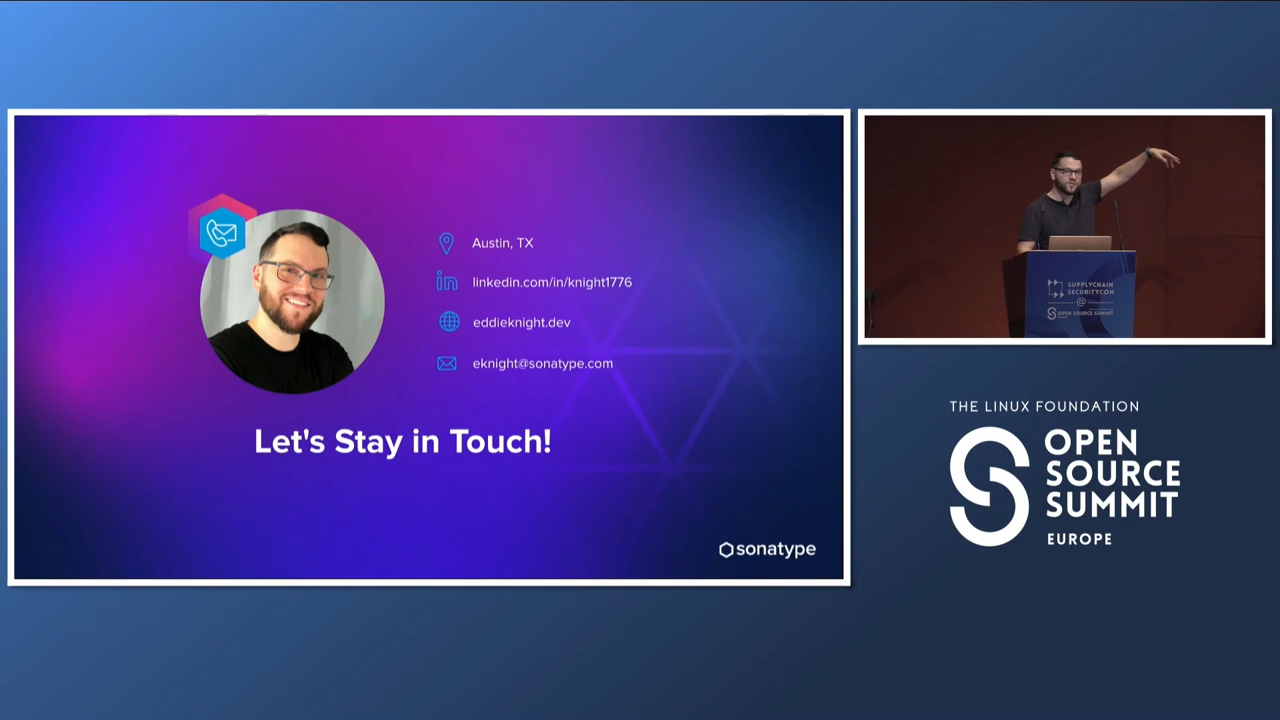 Austin, TX
linkedin.com/in/knight1776
eddieknight.dev
eknight@sonatype.com
Let's Stay in Touch!
sonatype
SUPPLYCHAIN
SECURITYCON
@
OPEN SOURCE SUMMIT
THE LINUX FOUNDATION
OPEN
SOURCE
SUMMIT
EUROPE